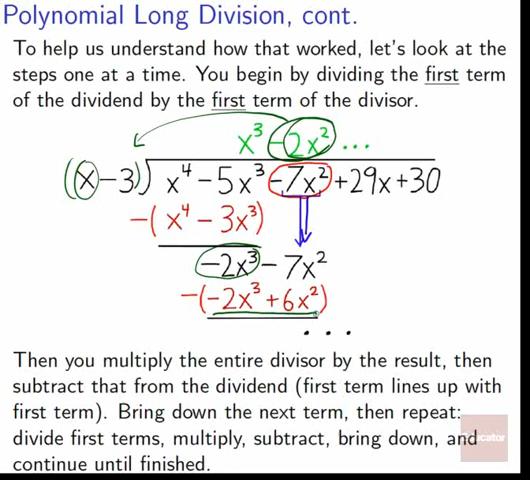 Polynomial Long Division, cont.
To help us understand how that worked, let's look at the
steps one at a time. You begin by dividing the first term
of the dividend by the first term of the divisor.
x³ -2x² ...
(x-3) x⁴ - 5x³ -7x² +29x+30
-(x⁴ - 3x³)
-2x³ - 7x²
-(-2x³ +6x²)
...
Then you multiply the entire divisor by the result, then
subtract that from the dividend (first term lines up with
first term). Bring down the next term, then repeat:
divide first terms, multiply, subtract, bring down, and
continue until finished.
Educator